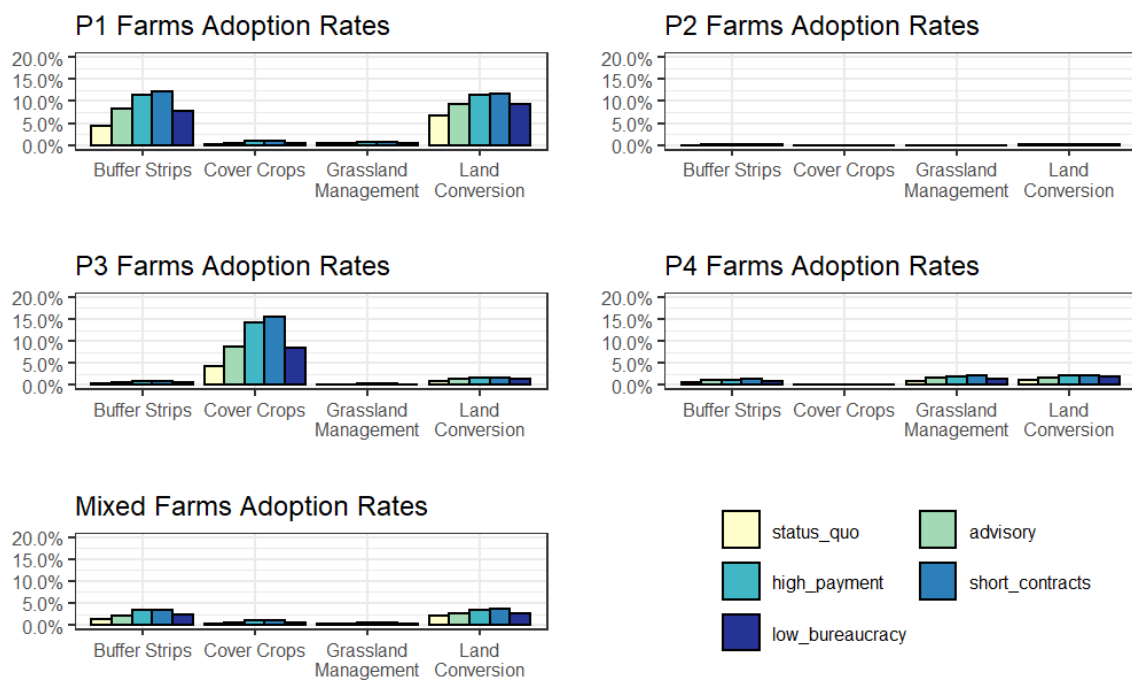 P1 Farms Adoption Rates
20.0%
15.0%
10.0%
5.0%
0.0%
Buffer Strips Cover Crops Grassland Land
Management Conversion
P2 Farms Adoption Rates
20.0%
15.0%
10.0%
5.0%
0.0%
Buffer Strips Cover Crops Grassland Land
Management Conversion
P3 Farms Adoption Rates
20.0%
15.0%
10.0%
5.0%
0.0%
Buffer Strips Cover Crops Grassland Land
Management Conversion
P4 Farms Adoption Rates
20.0%
15.0%
10.0%
5.0%
0.0%
Buffer Strips Cover Crops Grassland Land
Management Conversion
Mixed Farms Adoption Rates
20.0%
15.0%
10.0%
5.0%
0.0%
Buffer Strips Cover Crops Grassland Land
Management Conversion
status_quo advisory
high_payment short_contracts
low_bureaucracy